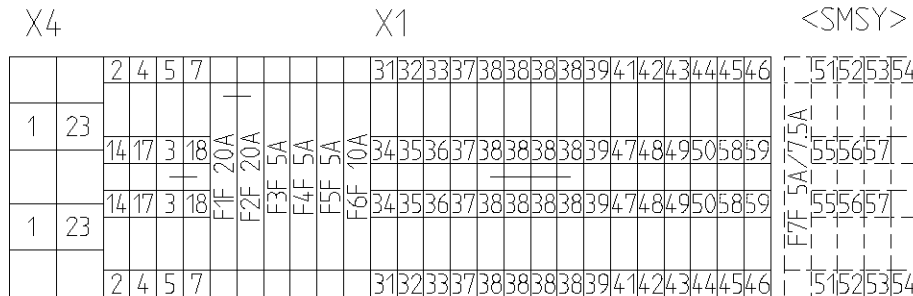 X4 X1 <SMSY>
2 4 5 7 31 32 33 37 38 38 38 38 39 41 42 43 44 45 46 51 52 53 54
1 23
14 17 3 18 F1F 20A F2F 20A F3F 5A F4F 5A F5F 5A F6F 10A 34 35 36 37 38 38 38 38 39 47 48 49 50 58 59 F7F 5A/7.5A 55 56 57
14 17 3 18 34 35 36 37 38 38 38 38 39 47 48 49 50 58 59 55 56 57
1 23
2 4 5 7 31 32 33 37 38 38 38 38 39 41 42 43 44 45 46 51 52 53 54